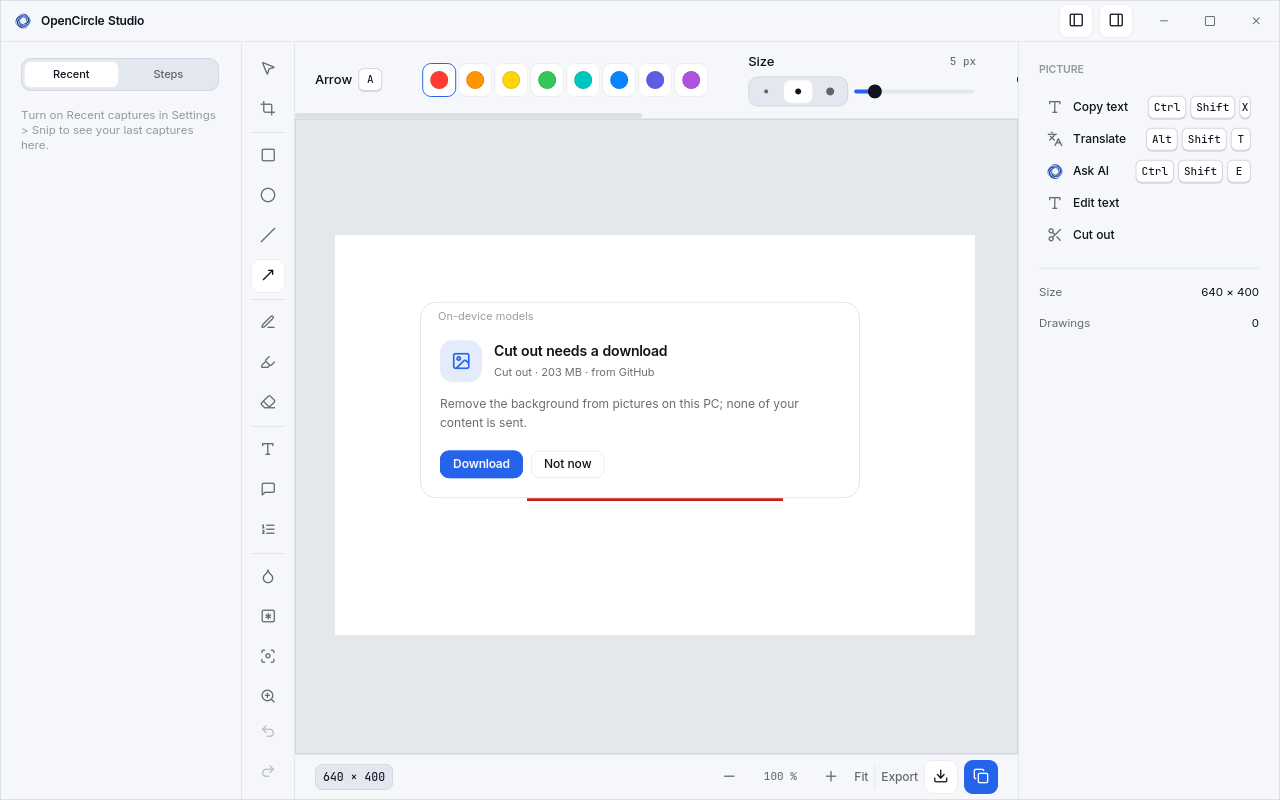 OpenCircle Studio
Recent
Steps
Turn on Recent captures in Settings
> Snip to see your last captures
here.
Arrow A
Size 5 px
PICTURE
Copy text Ctrl Shift X
Translate Alt Shift T
Ask AI Ctrl Shift E
Edit text
Cut out
Size 640 × 400
Drawings 0
On-device models
Cut out needs a download
Cut out · 203 MB · from GitHub
Remove the background from pictures on this PC; none of your
content is sent.
Download
Not now
640 × 400
100 %
Fit
Export